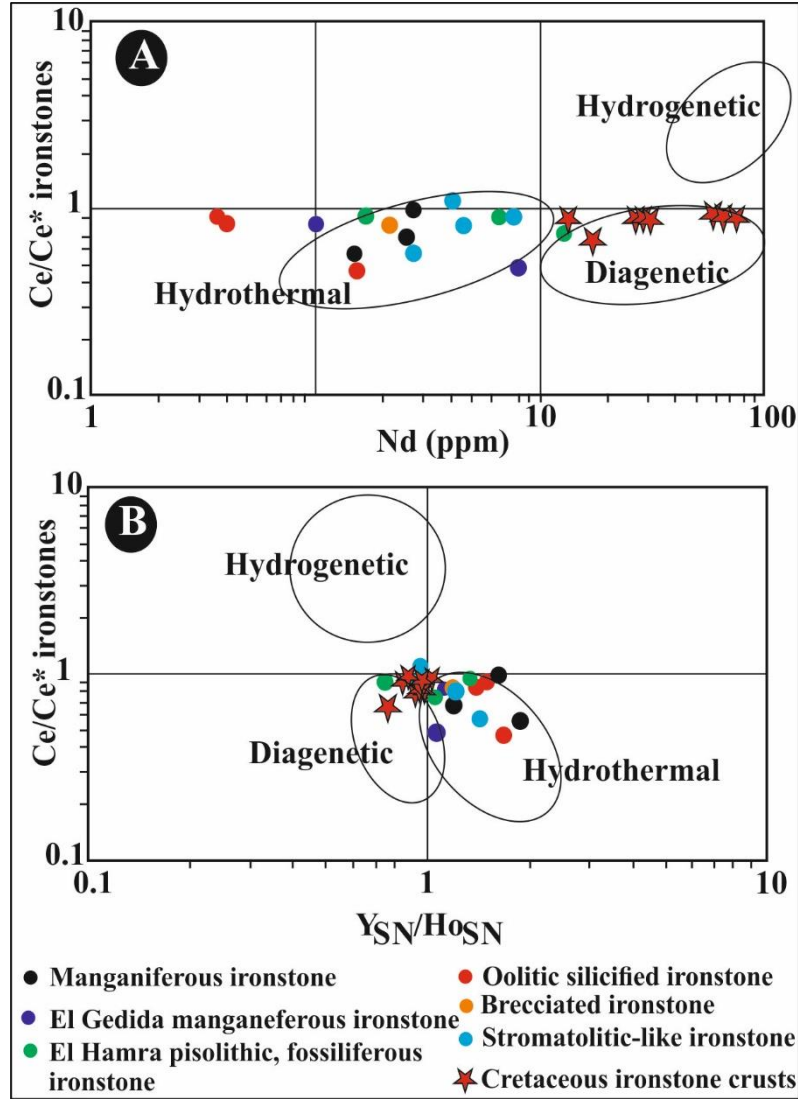 A
10
Hydrogenetic
1
Hydrothermal
Diagenetic
0.1
1
10
100
Ce/Ce* ironstones
Nd (ppm)
B
10
Hydrogenetic
1
Diagenetic
Hydrothermal
0.1
0.1
1
10
Ce/Ce* ironstones
YSN/HoSN
Manganiferous ironstone
El Gedida manganeferous ironstone
El Hamra pisolithic, fossiliferous
ironstone
Oolitic silicified ironstone
Brecciated ironstone
Stromatolitic-like ironstone
Cretaceous ironstone crusts